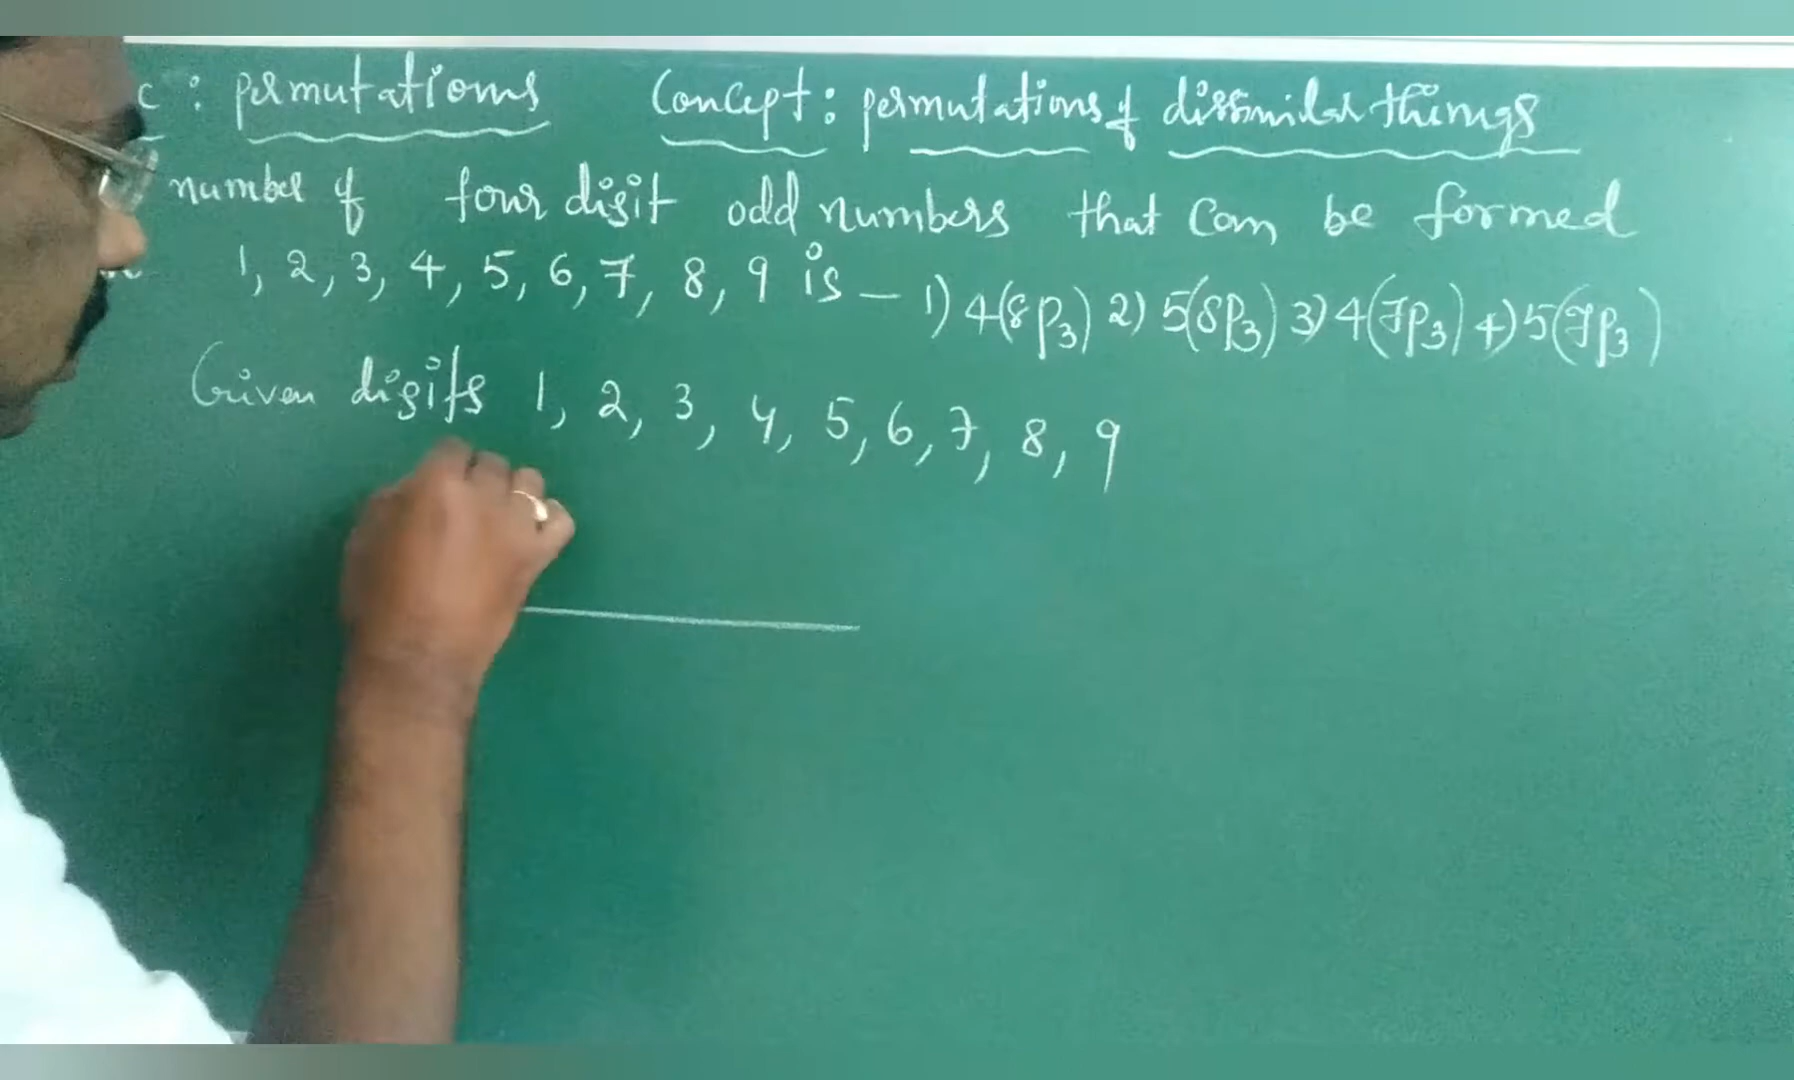 c : permutations Concept: permutations of dissimilar things
number of four digit odd numbers that can be formed
1, 2, 3, 4, 5, 6, 7, 8, 9 is — 1) 4(8p3) 2) 5(8p3) 3) 4(7p3) 4) 5(7p3)
Given digits 1, 2, 3, 4, 5, 6, 7, 8, 9